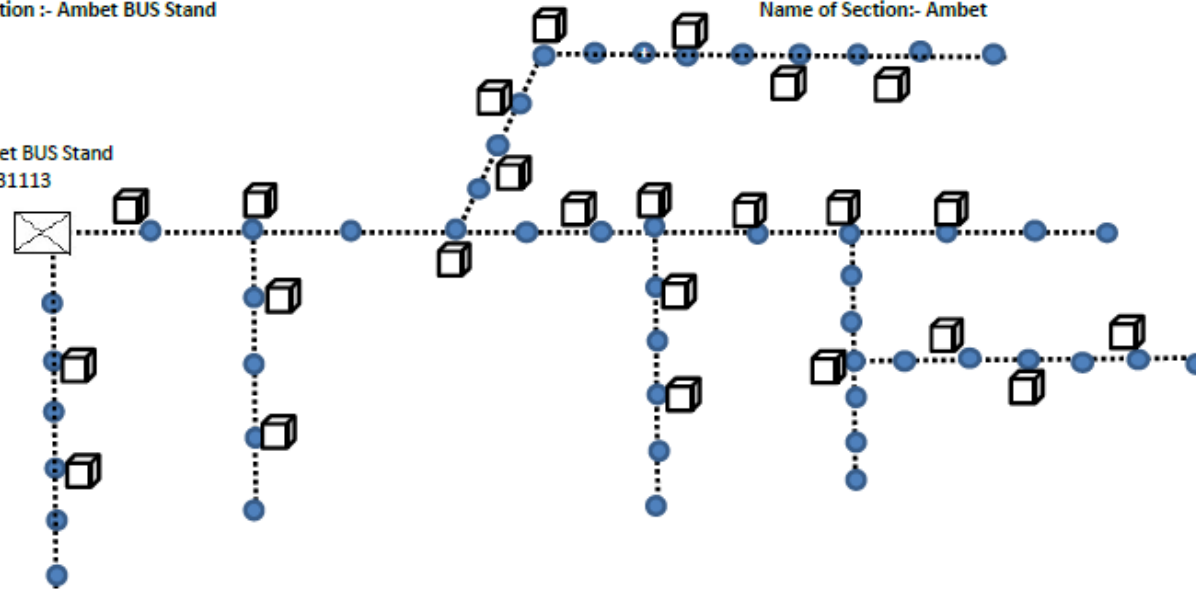 tion :- Ambet BUS Stand
Name of Section:- Ambet
et BUS Stand
31113